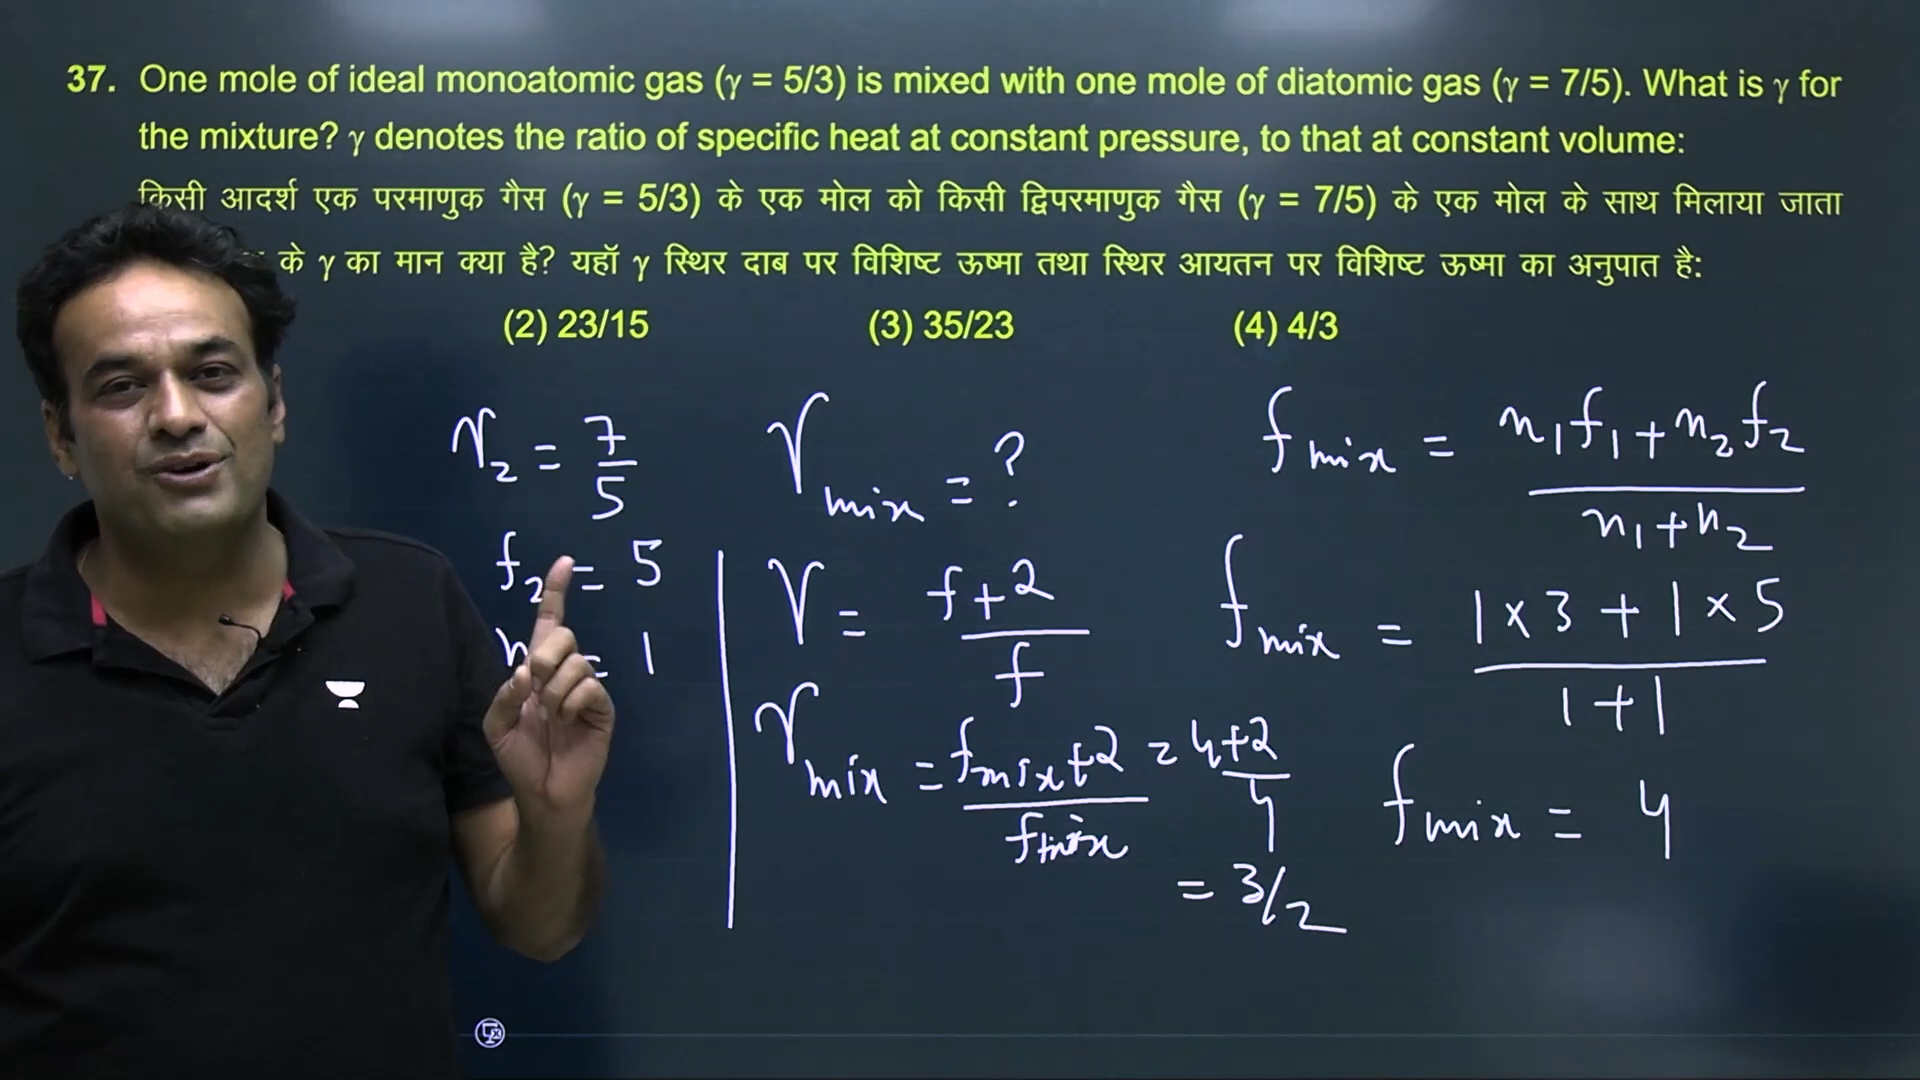 37. One mole of ideal monoatomic gas (γ = 5/3) is mixed with one mole of diatomic gas (γ = 7/5). What is γ for
the mixture? γ denotes the ratio of specific heat at constant pressure, to that at constant volume:
किसी आदर्श एक परमाणुक गैस (γ = 5/3) के एक मोल को किसी द्विपरमाणुक गैस (γ = 7/5) के एक मोल के साथ मिलाया जाता
के γ का मान क्या है? यहाँ γ स्थिर दाब पर विशिष्ट ऊष्मा तथा स्थिर आयतन पर विशिष्ट ऊष्मा का अनुपात है:
(2) 23/15 (3) 35/23 (4) 4/3
γ₂ = 7/5
f₂ = 5
n = 1
γmix = ?
γ = f+2/f
γmix = fmix+2/fmix = 4+2/4
= 3/2
fmix = n₁f₁+n₂f₂/n₁+n₂
fmix = 1×3+1×5/1+1
fmix = 4